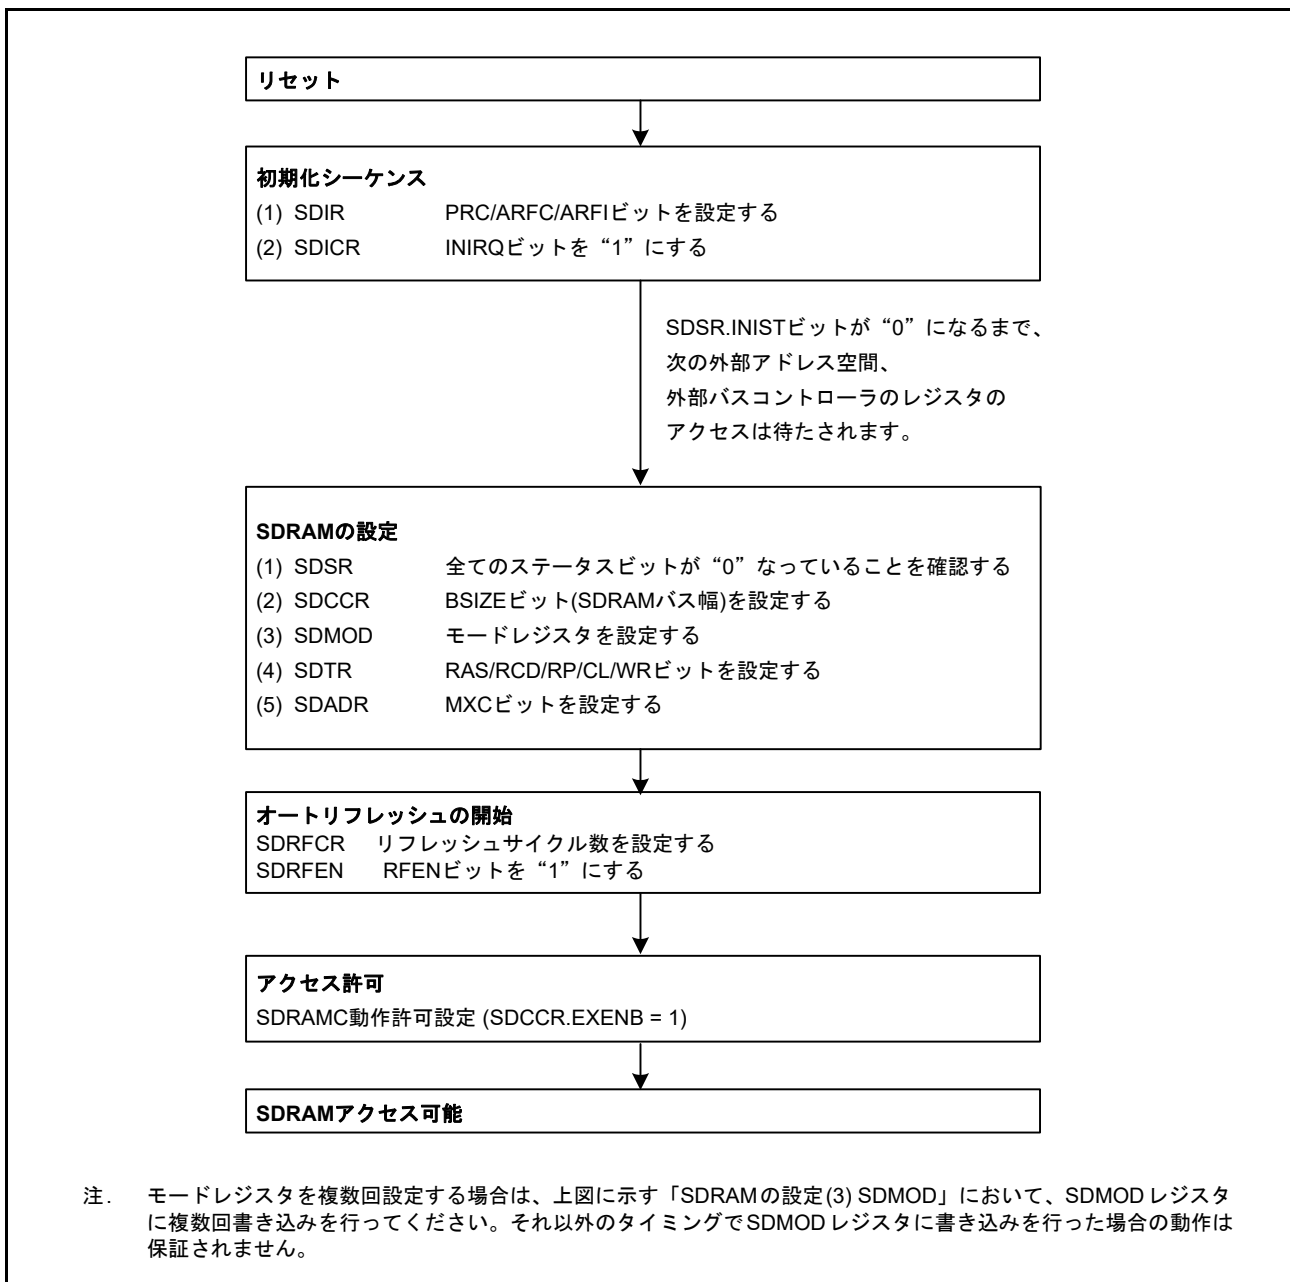 リセット
初期化シーケンス
(1) SDIR PRC/ARFC/ARFIビットを設定する
(2) SDICR INIRQビットを“1”にする
SDSR.INISTビットが“0”になるまで、
次の外部アドレス空間、
外部バスコントローラのレジスタの
アクセスは待たされます。
SDRAMの設定
(1) SDSR 全てのステータスビットが“0”なっていることを確認する
(2) SDCCR BSIZEビット(SDRAMバス幅)を設定する
(3) SDMOD モードレジスタを設定する
(4) SDTR RAS/RCD/RP/CL/WRビットを設定する
(5) SDADR MXCビットを設定する
オートリフレッシュの開始
SDRFCR リフレッシュサイクル数を設定する
SDRFEN RFENビットを“1”にする
アクセス許可
SDRAMC動作許可設定 (SDCCR.EXENB = 1)
SDRAMアクセス可能
注. モードレジスタを複数回設定する場合は、上図に示す「SDRAMの設定(3) SDMOD」において、SDMODレジスタ
に複数回書き込みを行ってください。それ以外のタイミングでSDMODレジスタに書き込みを行った場合の動作は
保証されません。